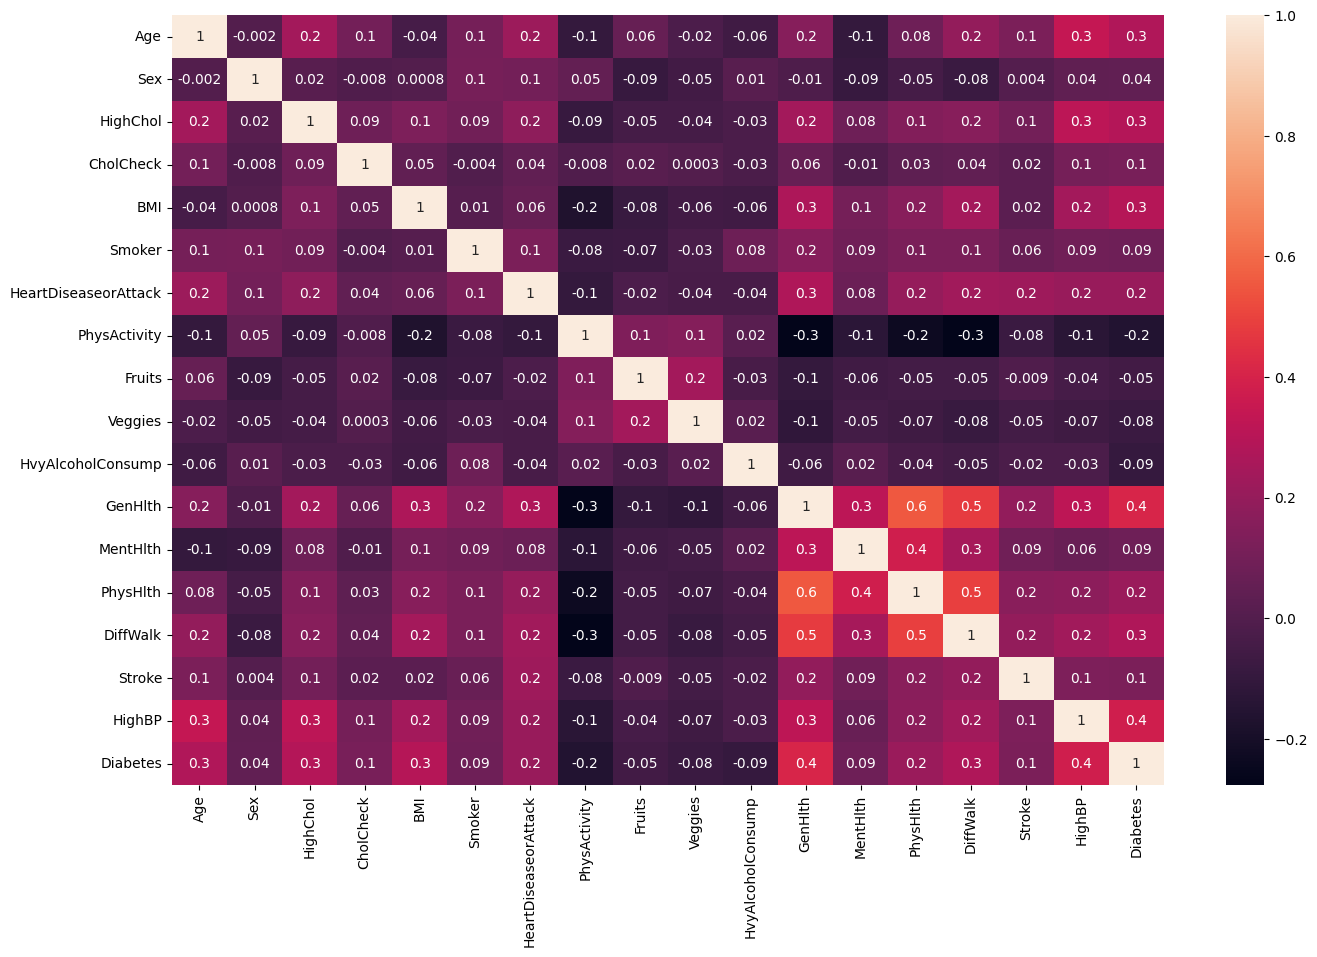 Age 1 -0.002 0.2 0.1 -0.04 0.1 0.2 -0.1 0.06 -0.02 -0.06 0.2 -0.1 0.08 0.2 0.1 0.3 0.3
Sex -0.002 1 0.02 -0.008 0.0008 0.1 0.1 0.05 -0.09 -0.05 0.01 -0.01 -0.09 -0.05 -0.08 0.004 0.04 0.04
HighChol 0.2 0.02 1 0.09 0.1 0.09 0.2 -0.09 -0.05 -0.04 -0.03 0.2 0.08 0.1 0.2 0.1 0.3 0.3
CholCheck 0.1 -0.008 0.09 1 0.05 -0.004 0.04 -0.008 0.02 0.0003 -0.03 0.06 -0.01 0.03 0.04 0.02 0.1 0.1
BMI -0.04 0.0008 0.1 0.05 1 0.01 0.06 -0.2 -0.08 -0.06 -0.06 0.3 0.1 0.2 0.2 0.02 0.2 0.3
Smoker 0.1 0.1 0.09 -0.004 0.01 1 0.1 -0.08 -0.07 -0.03 0.08 0.2 0.09 0.1 0.1 0.06 0.09 0.09
HeartDiseaseorAttack 0.2 0.1 0.2 0.04 0.06 0.1 1 -0.1 -0.02 -0.04 -0.04 0.3 0.08 0.2 0.2 0.2 0.2 0.2
PhysActivity -0.1 0.05 -0.09 -0.008 -0.2 -0.08 -0.1 1 0.1 0.1 0.02 -0.3 -0.1 -0.2 -0.3 -0.08 -0.1 -0.2
Fruits 0.06 -0.09 -0.05 0.02 -0.08 -0.07 -0.02 0.1 1 0.2 -0.03 -0.1 -0.06 -0.05 -0.05 -0.009 -0.04 -0.05
Veggies -0.02 -0.05 -0.04 0.0003 -0.06 -0.03 -0.04 0.1 0.2 1 0.02 -0.1 -0.05 -0.07 -0.08 -0.05 -0.07 -0.08
HvyAlcoholConsump -0.06 0.01 -0.03 -0.03 -0.06 0.08 -0.04 0.02 -0.03 0.02 1 -0.06 0.02 -0.04 -0.05 -0.02 -0.03 -0.09
GenHlth 0.2 -0.01 0.2 0.06 0.3 0.2 0.3 -0.3 -0.1 -0.1 -0.06 1 0.3 0.6 0.5 0.2 0.3 0.4
MentHlth -0.1 -0.09 0.08 -0.01 0.1 0.09 0.08 -0.1 -0.06 -0.05 0.02 0.3 1 0.4 0.3 0.09 0.06 0.09
PhysHlth 0.08 -0.05 0.1 0.03 0.2 0.1 0.2 -0.2 -0.05 -0.07 -0.04 0.6 0.4 1 0.5 0.2 0.2 0.2
DiffWalk 0.2 -0.08 0.2 0.04 0.2 0.1 0.2 -0.3 -0.05 -0.08 -0.05 0.5 0.3 0.5 1 0.2 0.2 0.3
Stroke 0.1 0.004 0.1 0.02 0.02 0.06 0.2 -0.08 -0.009 -0.05 -0.02 0.2 0.09 0.2 0.2 1 0.1 0.1
HighBP 0.3 0.04 0.3 0.1 0.2 0.09 0.2 -0.1 -0.04 -0.07 -0.03 0.3 0.06 0.2 0.2 0.1 1 0.4
Diabetes 0.3 0.04 0.3 0.1 0.3 0.09 0.2 -0.2 -0.05 -0.08 -0.09 0.4 0.09 0.2 0.3 0.1 0.4 1
Age
Sex
HighChol
CholCheck
BMI
Smoker
HeartDiseaseorAttack
PhysActivity
Fruits
Veggies
HvyAlcoholConsump
GenHlth
MentHlth
PhysHlth
DiffWalk
Stroke
HighBP
Diabetes
1.0
0.8
0.6
0.4
0.2
0.0
-0.2